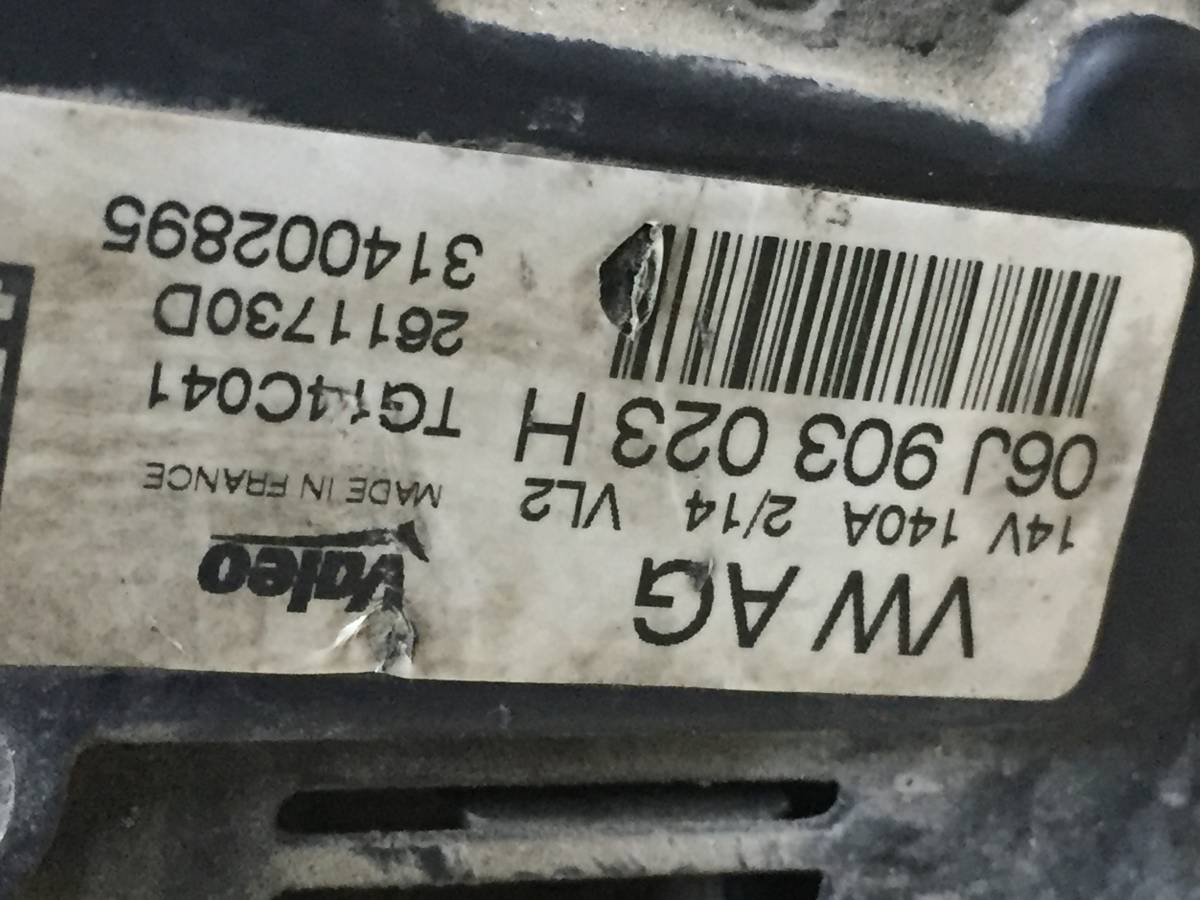 VW AG
14V 140A 2/14 VL2
06J 903 023 H
Valeo
MADE IN FRANCE
TG14C041
2611730D
314002895